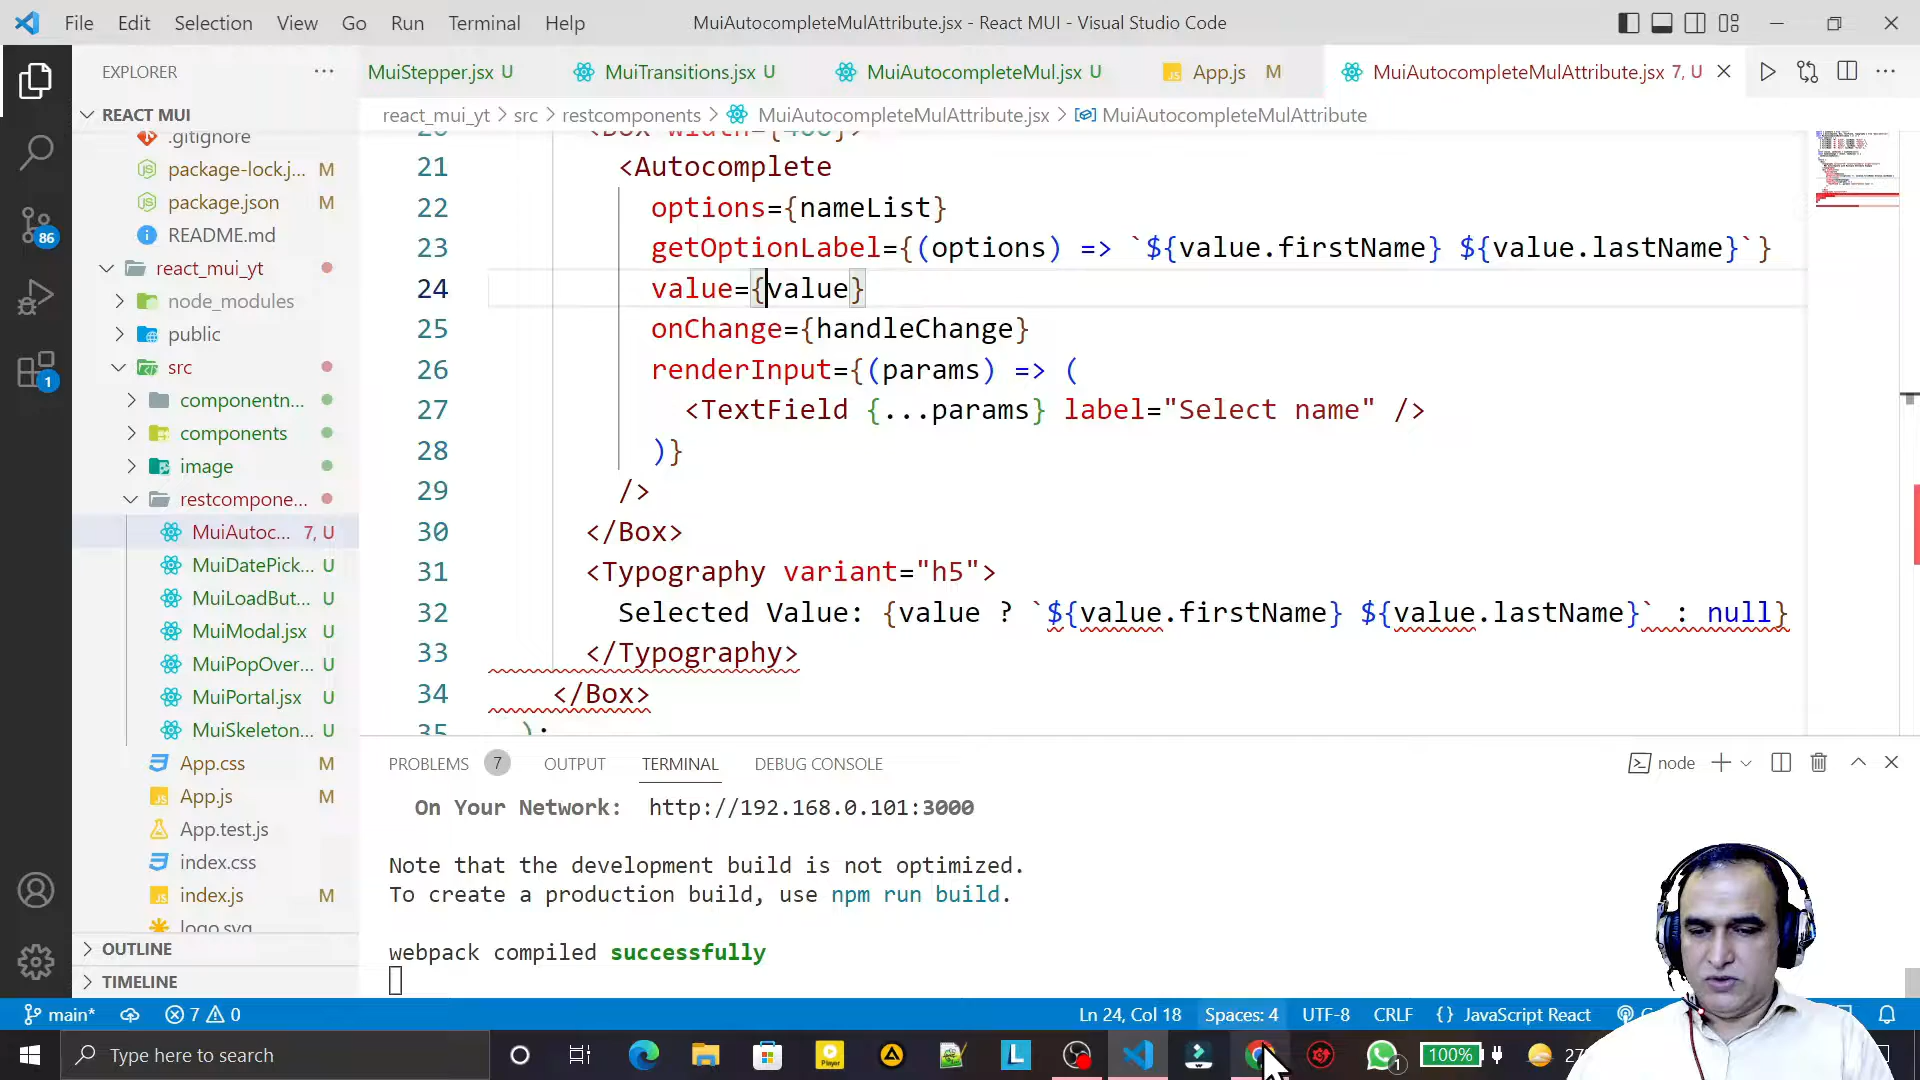 File Edit Selection View Go Run Terminal Help MuiAutocompleteMulAttribute.jsx - React MUI - Visual Studio Code
EXPLORER ··· MuiStepper.jsx U MuiTransitions.jsx U MuiAutocompleteMul.jsx U App.js M MuiAutocompleteMulAttribute.jsx 7, U
REACT MUI
react_mui_yt > src > restcomponents > MuiAutocompleteMulAttribute.jsx > MuiAutocompleteMulAttribute
.gitignore
package-lock.j... M
package.json M
README.md
react_mui_yt
node_modules
public
src
componentn...
components
image
restcompone...
MuiAutoc... 7, U
MuiDatePick... U
MuiLoadBut... U
MuiModal.jsx U
MuiPopOver... U
MuiPortal.jsx U
MuiSkeleton... U
App.css M
App.js M
App.test.js
index.css
index.js M
logo.svg
OUTLINE
TIMELINE
20 <Box width={400}>
21 <Autocomplete
22 options={nameList}
23 getOptionLabel={(options) => `${value.firstName} ${value.lastName}`}
24 value={value}
25 onChange={handleChange}
26 renderInput={(params) => (
27 <TextField {...params} label="Select name" />
28 )}
29 />
30 </Box>
31 <Typography variant="h5">
32 Selected Value: {value ? `${value.firstName} ${value.lastName}` : null}
33 </Typography>
34 </Box>
35 );
PROBLEMS 7 OUTPUT TERMINAL DEBUG CONSOLE node
On Your Network: http://192.168.0.101:3000
Note that the development build is not optimized.
To create a production build, use npm run build.
webpack compiled successfully
main* 7 0 Ln 24, Col 18 Spaces: 4 UTF-8 CRLF {} JavaScript React
Type here to search 100%